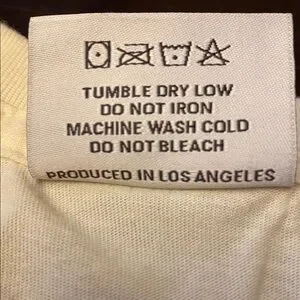 TUMBLE DRY LOW
DO NOT IRON
MACHINE WASH COLD
DO NOT BLEACH
PRODUCED IN LOS ANGELES